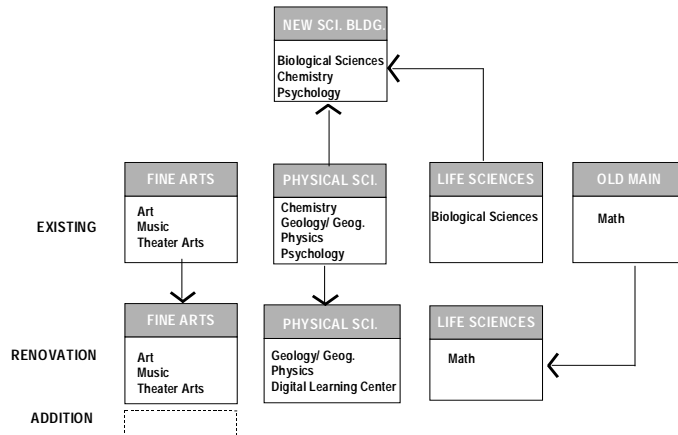 NEW SCI. BLDG.
Biological Sciences
Chemistry
Psychology
FINE ARTS
PHYSICAL SCI.
LIFE SCIENCES
OLD MAIN
EXISTING
Art
Music
Theater Arts
Chemistry
Geology/ Geog.
Physics
Psychology
Biological Sciences
Math
FINE ARTS
PHYSICAL SCI.
LIFE SCIENCES
RENOVATION
Art
Music
Theater Arts
Geology/ Geog.
Physics
Digital Learning Center
Math
ADDITION